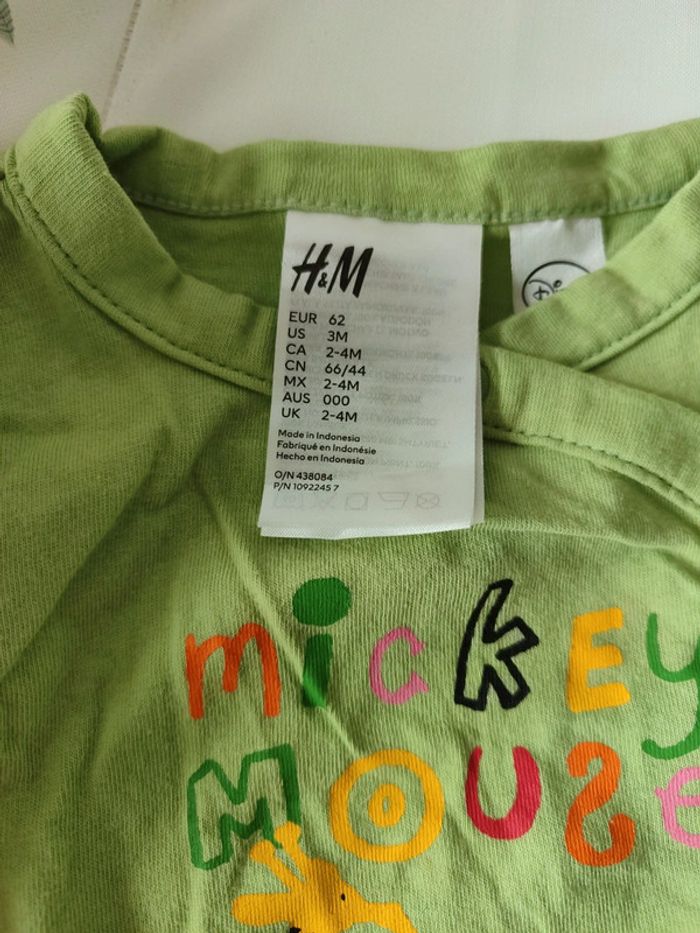 H&M
EUR 62
US 3M
CA 2-4M
CN 66/44
MX 2-4M
AUS 000
UK 2-4M
Made in Indonesia
Fabriqué en Indonésie
Hecho en Indonesia
O/N 438084
P/N 1092245 7
mickey
MOUSe